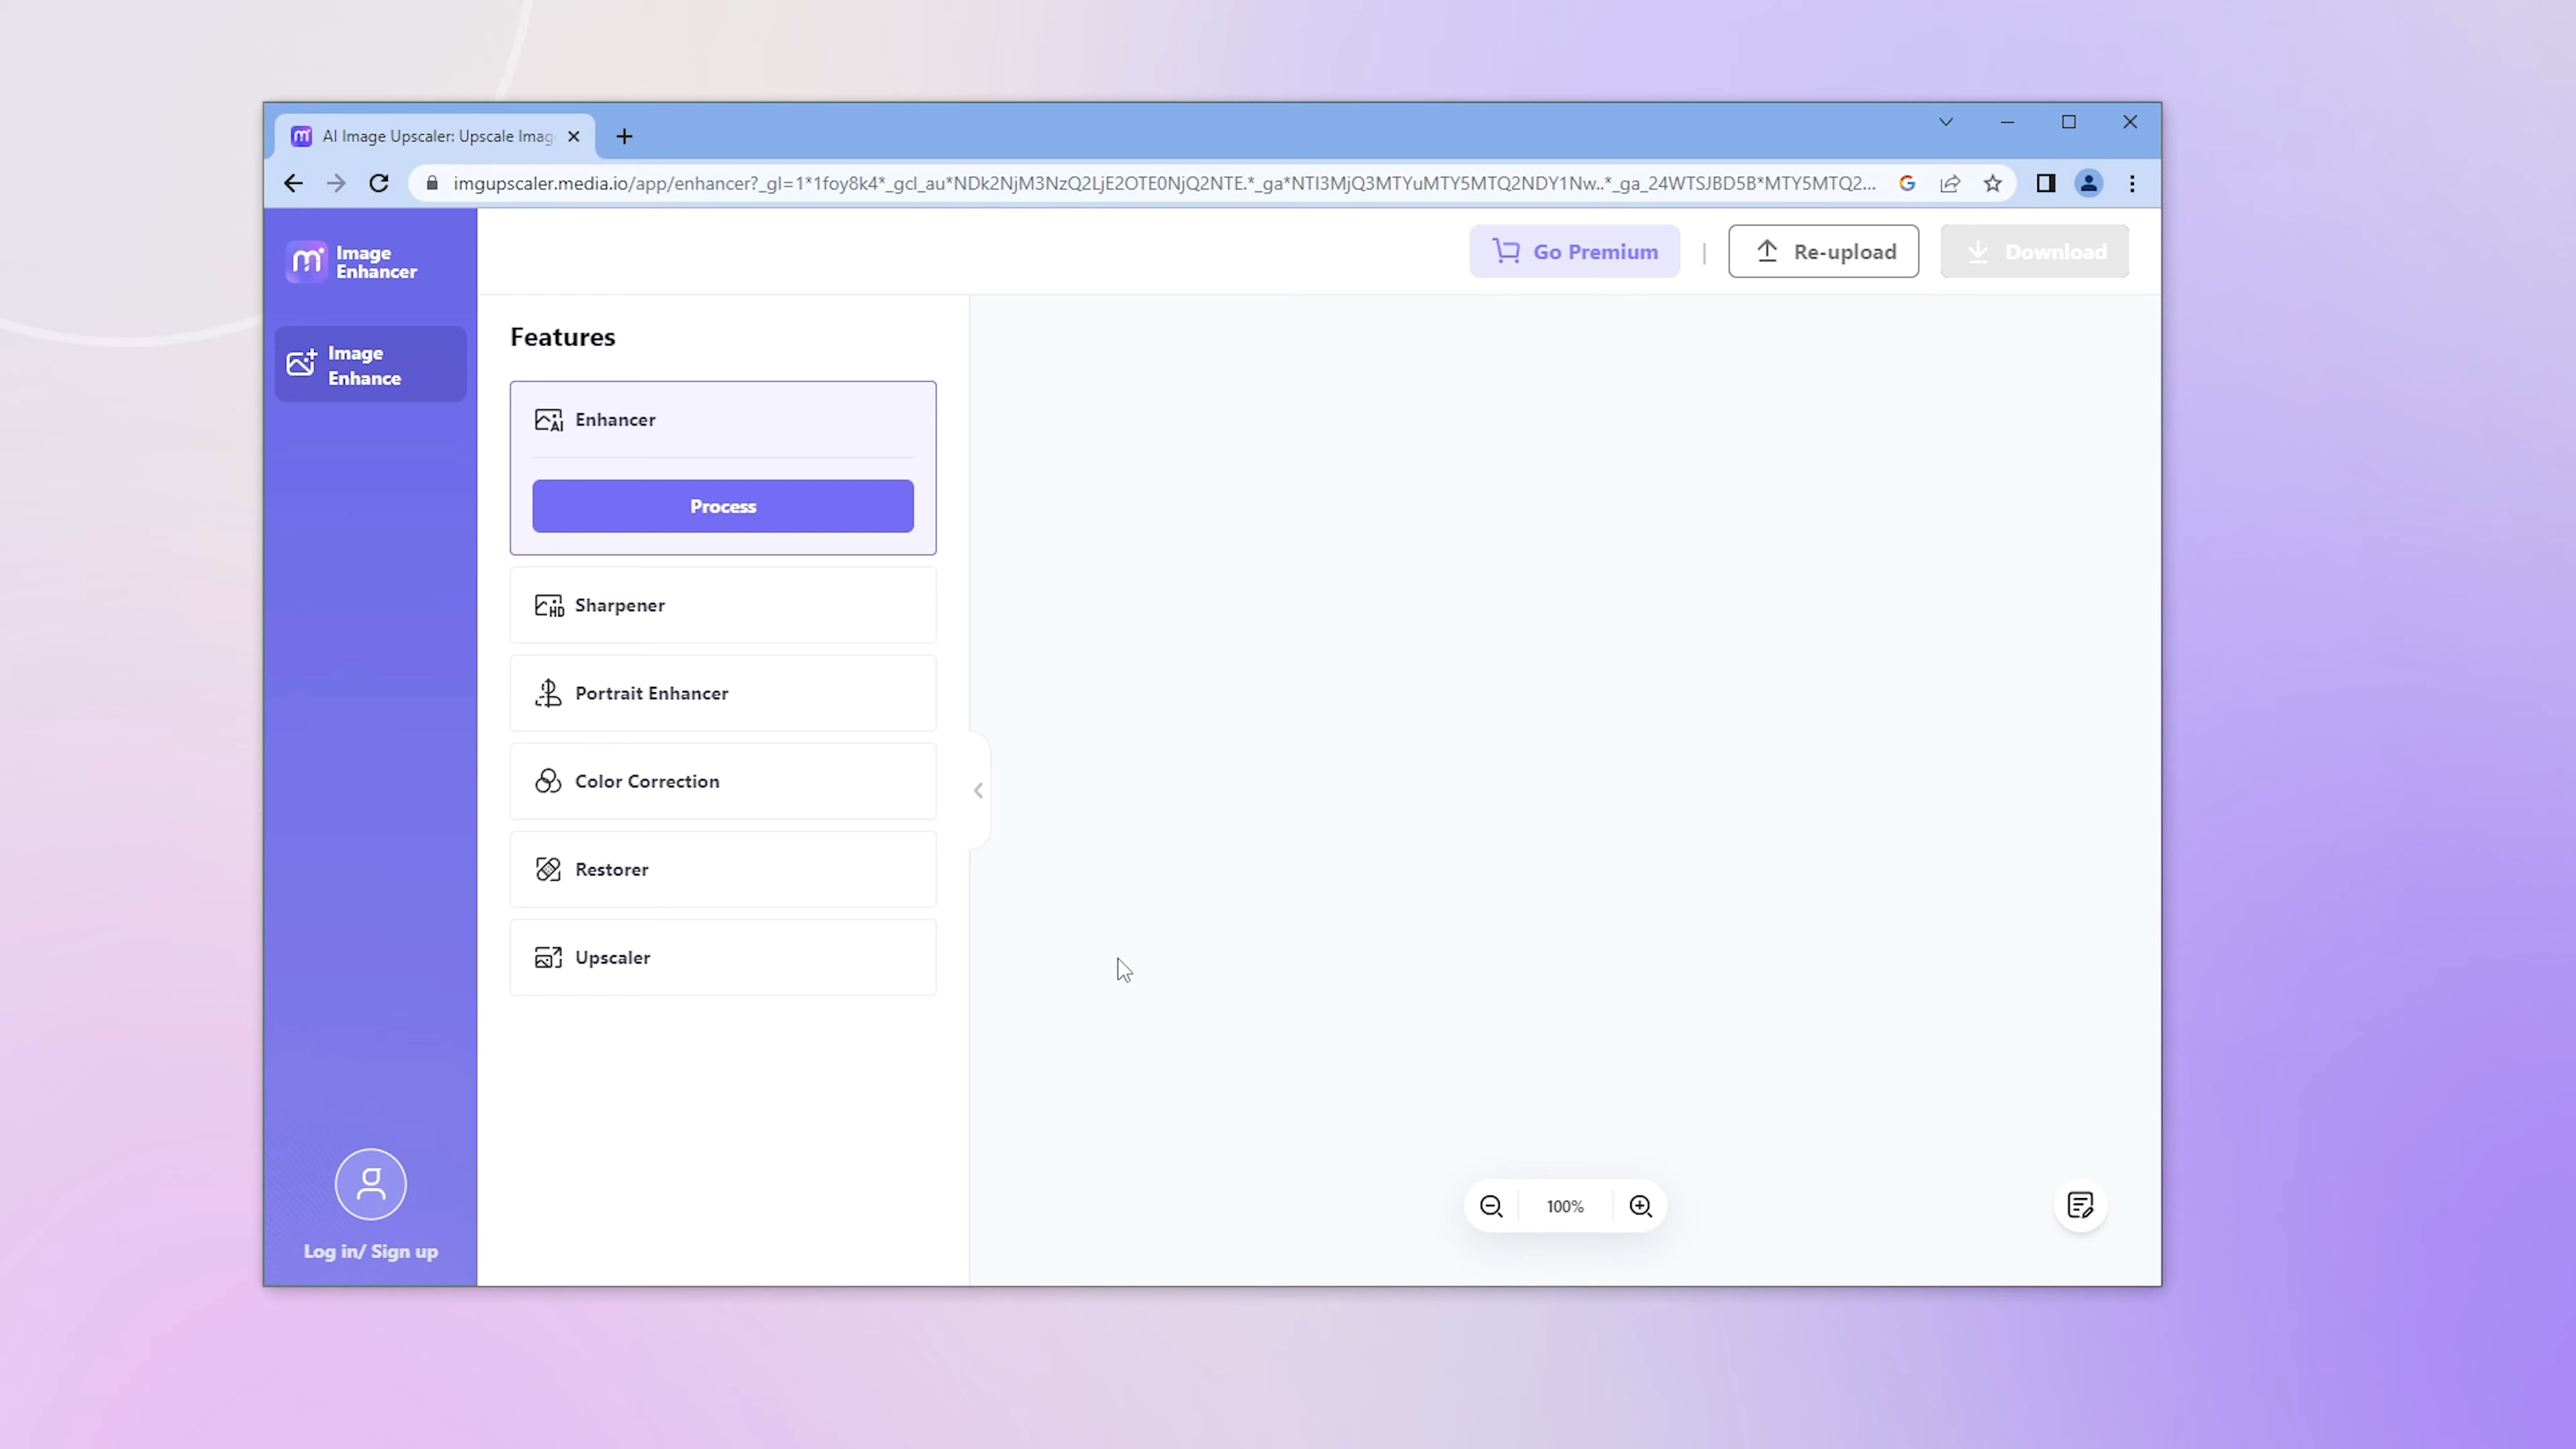 AI Image Upscaler: Upscale Imag
imgupscaler.media.io/app/enhancer?_gl=1*1foy8k4*_gcl_au*NDk2NjM3NzQ2LjE2OTE0NjQ2NTE.*_ga*NTI3MjQ3MTYuMTY5MTQ2NDY1Nw..*_ga_24WTSJBD5B*MTY5MTQ2...
Image
Enhancer
Go Premium
|
Re-upload
Download
Image
Enhance
Features
Enhancer
Process
Sharpener
Portrait Enhancer
Color Correction
Restorer
Upscaler
100%
Log in/ Sign up